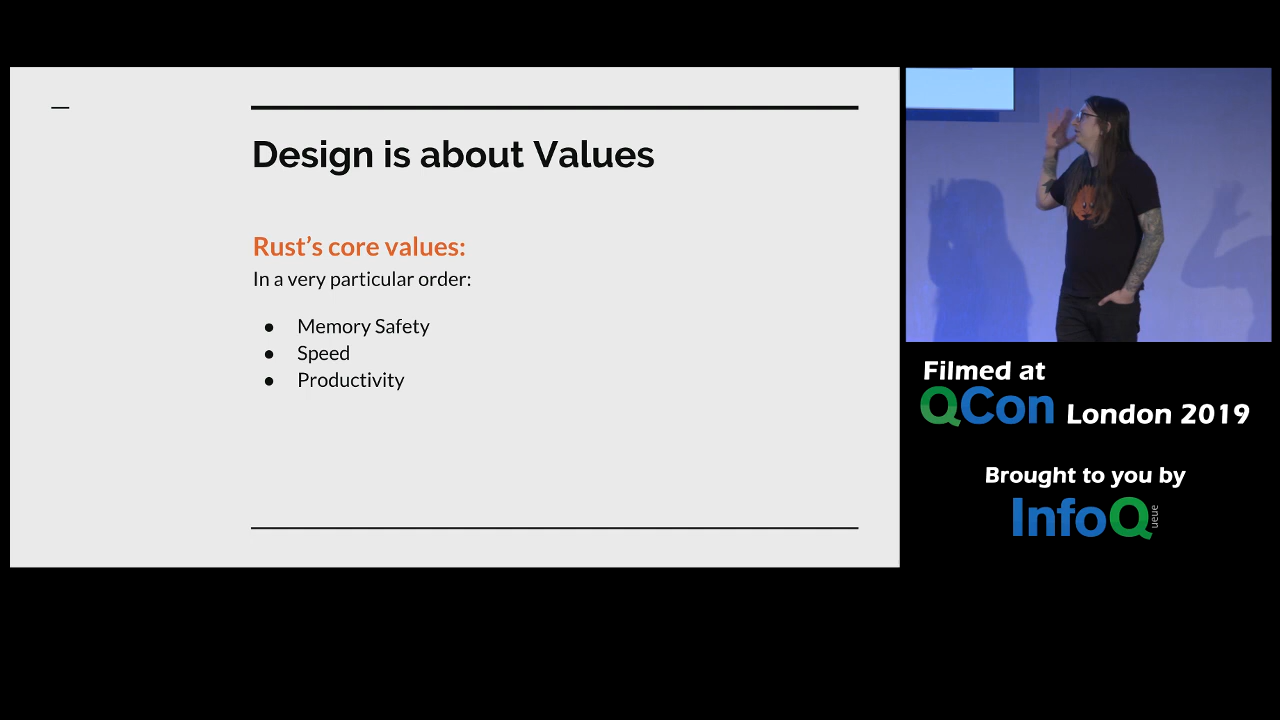 Design is about Values
Rust's core values:
In a very particular order:
● Memory Safety
● Speed
● Productivity
Filmed at
QCon London 2019
Brought to you by
InfoQ
ueue